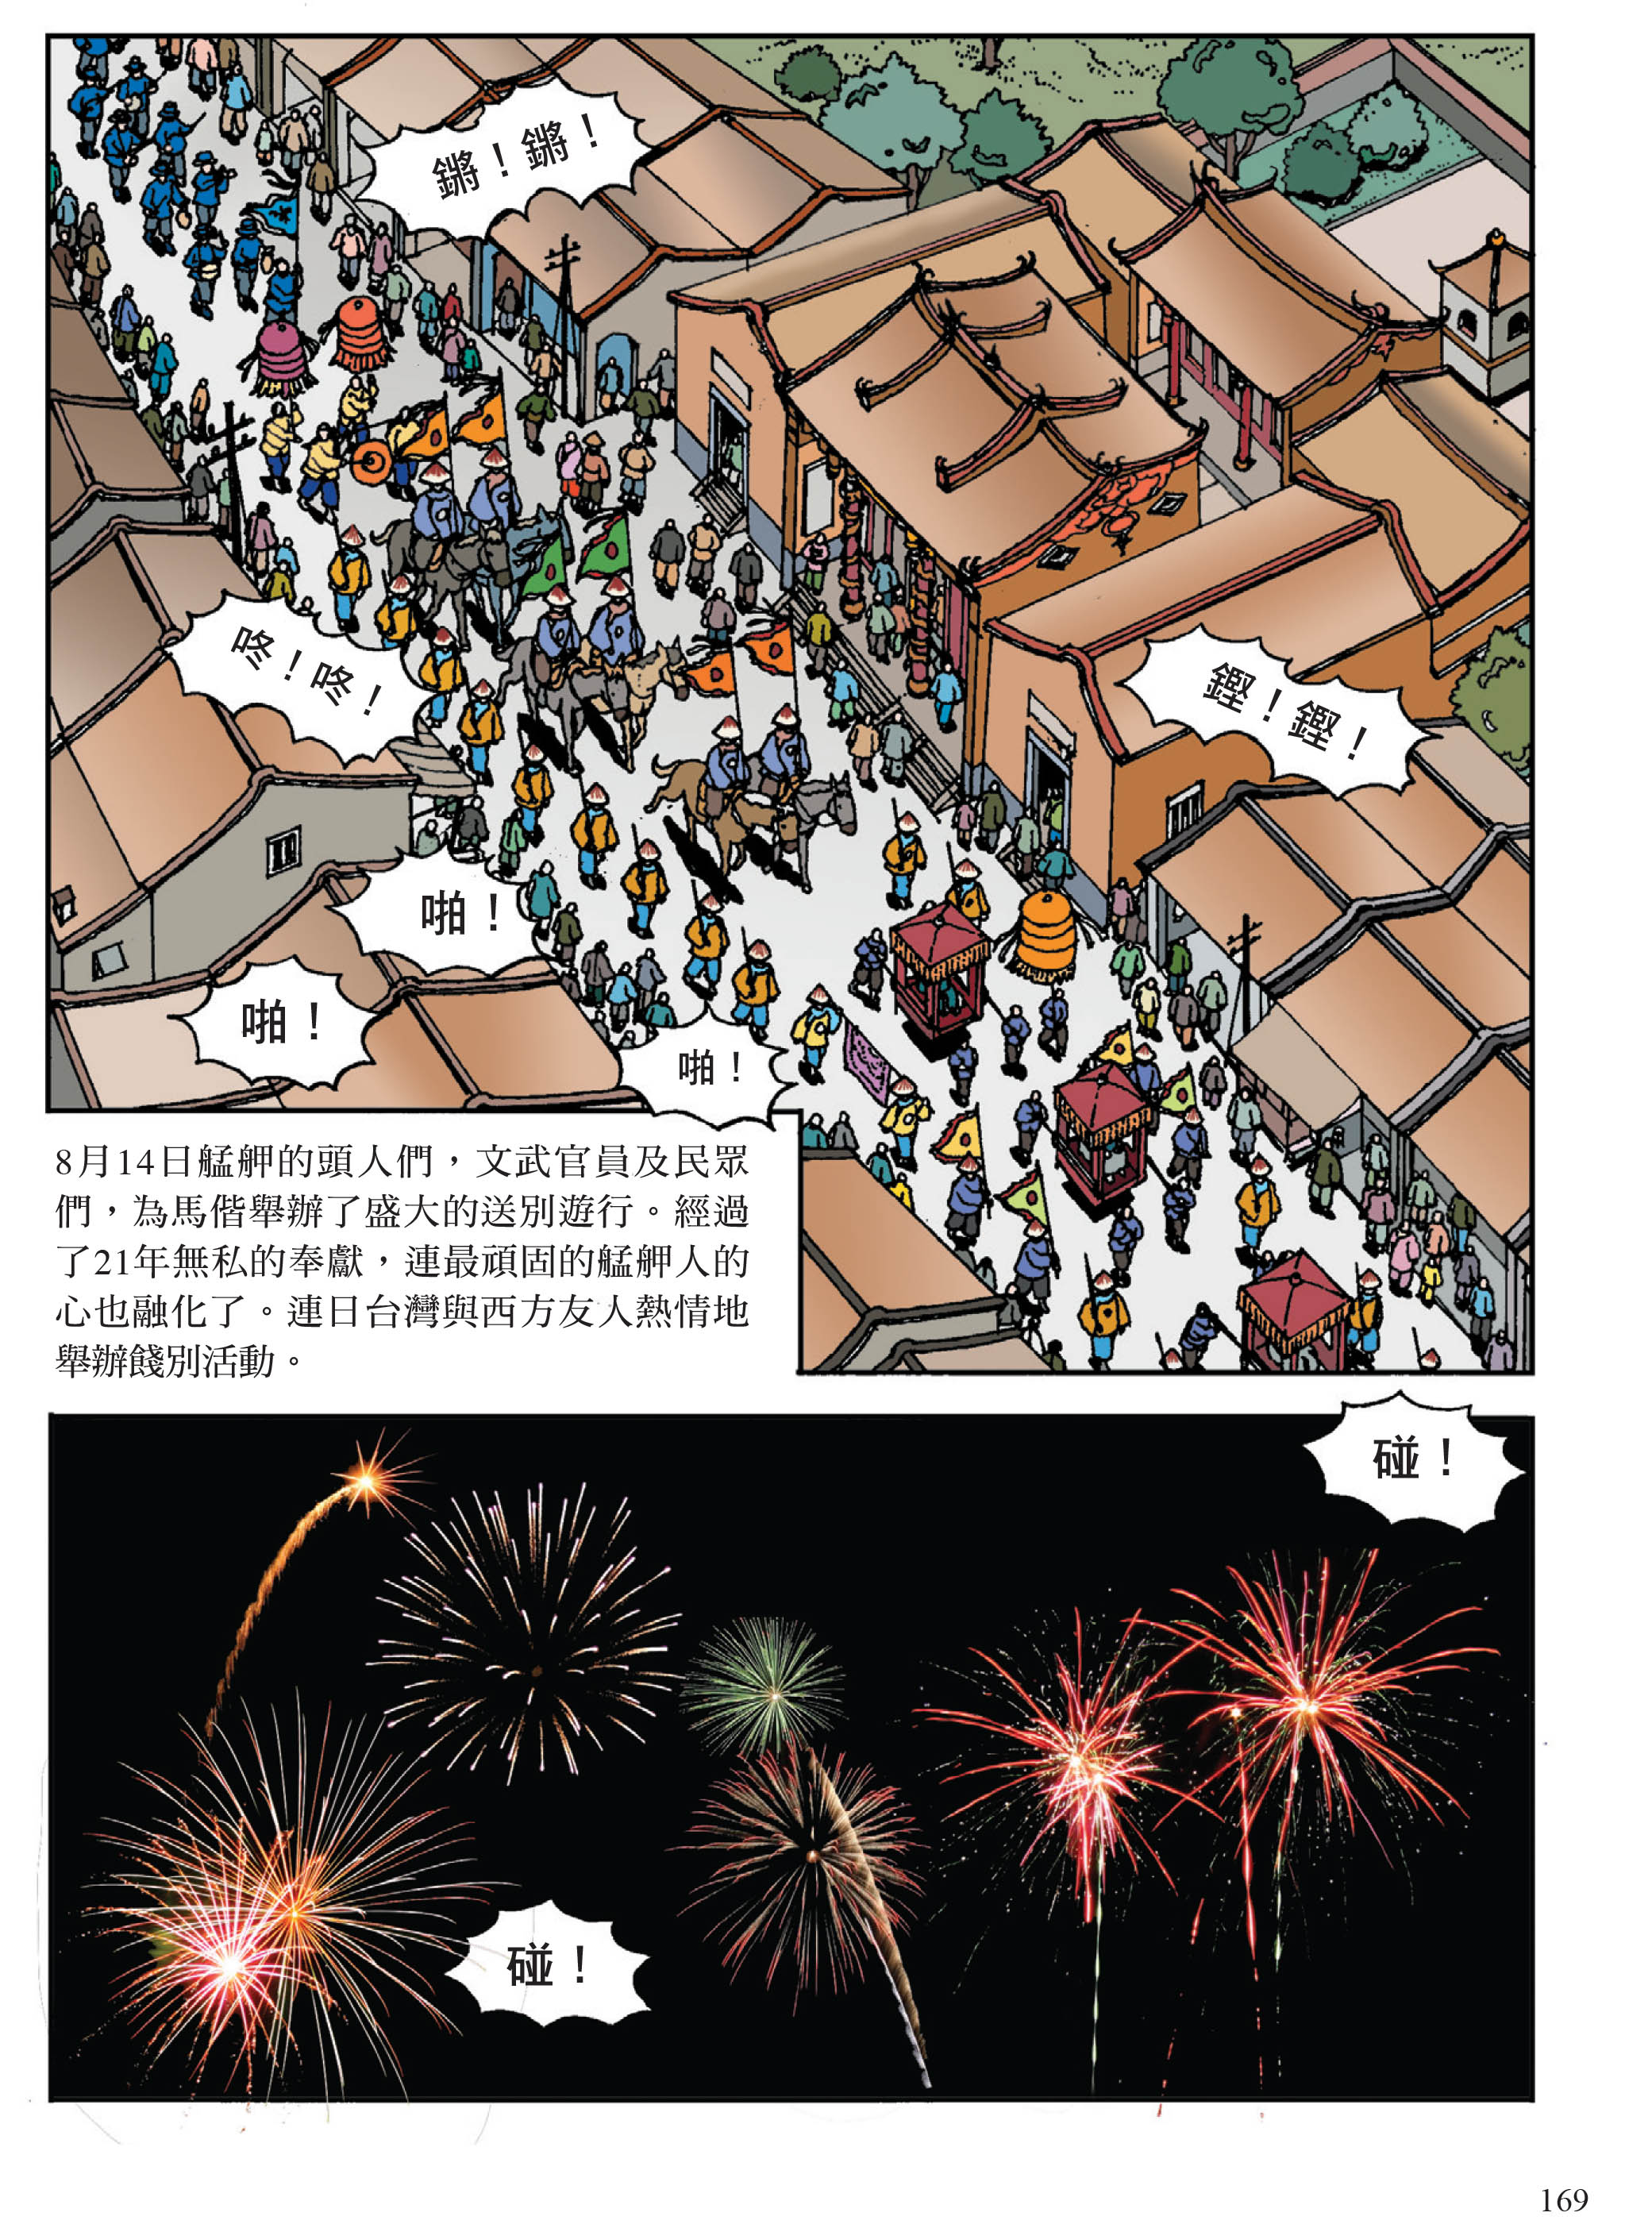 鏘！鏘！
咚！咚！
鏗！鏗！
啪！
啪！
啪！
8月14日艋舺的頭人們，文武官員及民眾
們，為馬偕舉辦了盛大的送別遊行。經過
了21年無私的奉獻，連最頑固的艋舺人的
心也融化了。連日台灣與西方友人熱情地
舉辦餞別活動。
碰！
碰！
169